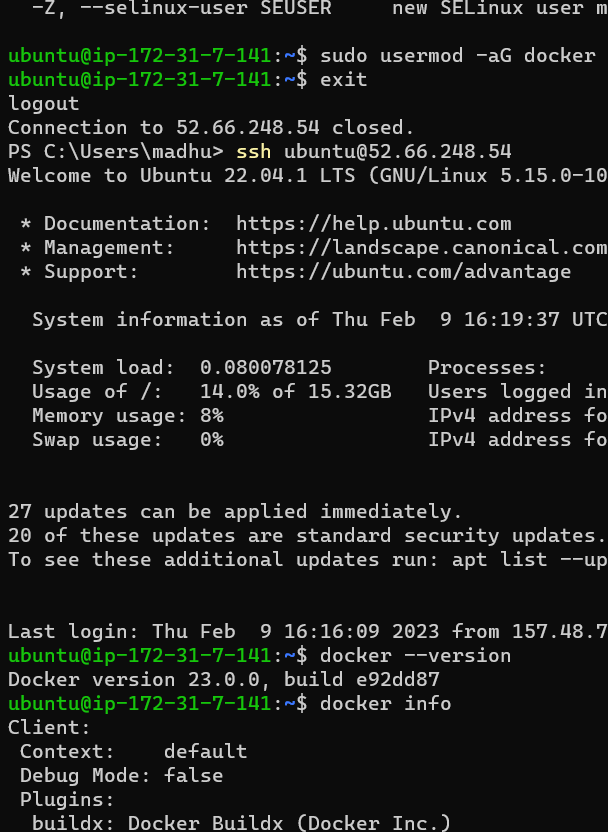 -Z, --selinux-user SEUSER     new SELinux user m
ubuntu@ip-172-31-7-141:~$ sudo usermod -aG docker
ubuntu@ip-172-31-7-141:~$ exit
logout
Connection to 52.66.248.54 closed.
PS C:\Users\madhu> ssh ubuntu@52.66.248.54
Welcome to Ubuntu 22.04.1 LTS (GNU/Linux 5.15.0-10
* Documentation:  https://help.ubuntu.com
* Management:     https://landscape.canonical.com
* Support:        https://ubuntu.com/advantage
System information as of Thu Feb  9 16:19:37 UTC
System load:  0.080078125        Processes:
Usage of /:   14.0% of 15.32GB   Users logged in
Memory usage: 8%                 IPv4 address fo
Swap usage:   0%                 IPv4 address fo
27 updates can be applied immediately.
20 of these updates are standard security updates.
To see these additional updates run: apt list --up
Last login: Thu Feb  9 16:16:09 2023 from 157.48.7
ubuntu@ip-172-31-7-141:~$ docker --version
Docker version 23.0.0, build e92dd87
ubuntu@ip-172-31-7-141:~$ docker info
Client:
Context:    default
Debug Mode: false
Plugins:
buildx: Docker Buildx (Docker Inc.)